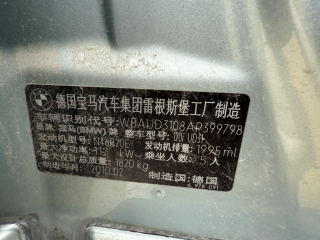 德国宝马汽车集团雷根斯堡工厂制造
车辆识别代号: WBAUD3108AP399798
品牌: 宝马(BMW)牌 整车型号: UD31
发动机型号: N46B20E 发动机排量: 1995 ml
最大净功率: 115 kW 乘坐人数: 5 人
最大总质量: 1820 kg
制造年月: 2010.02 制造国: 德国